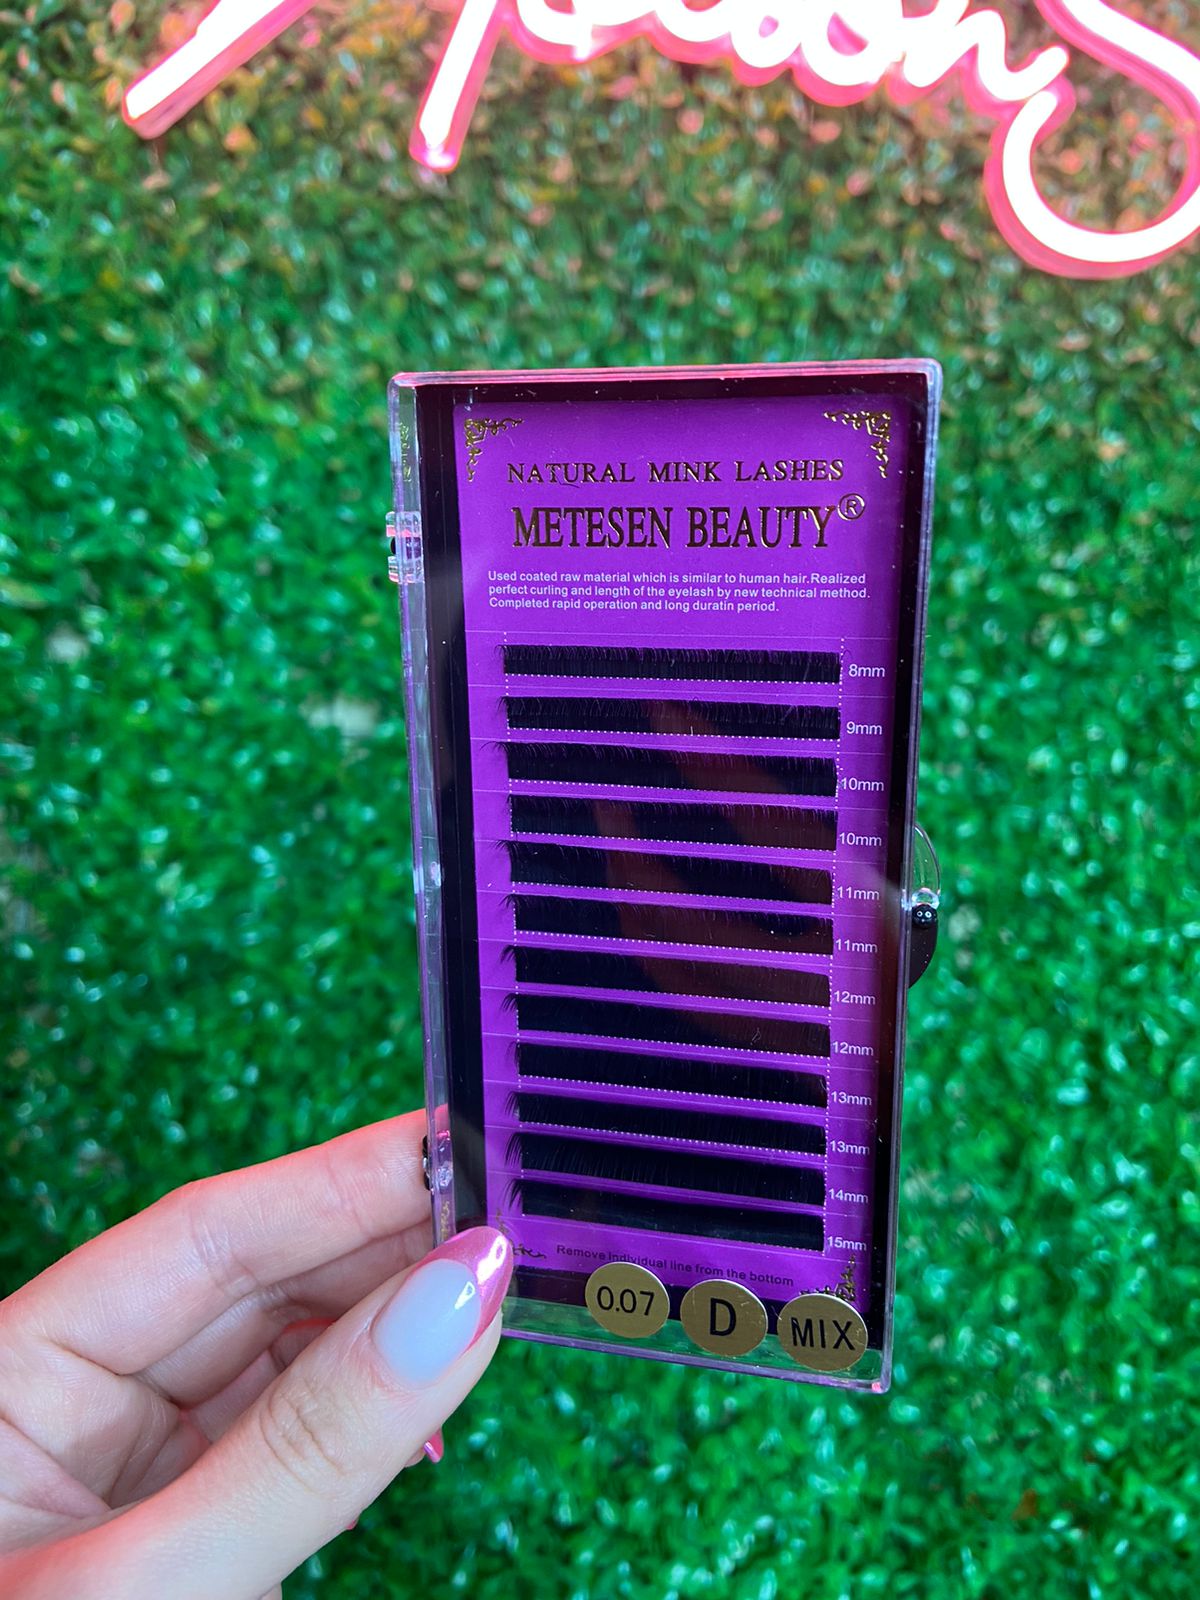 NATURAL MINK LASHES
METESEN BEAUTY®
Used coated raw material which is similar to human hair.Realized
perfect curling and length of the eyelash by new technical method.
Completed rapid operation and long duratin period.
8mm
9mm
10mm
10mm
11mm
11mm
12mm
12mm
13mm
13mm
14mm
15mm
Remove individual line from the bottom
0.07 D MIX